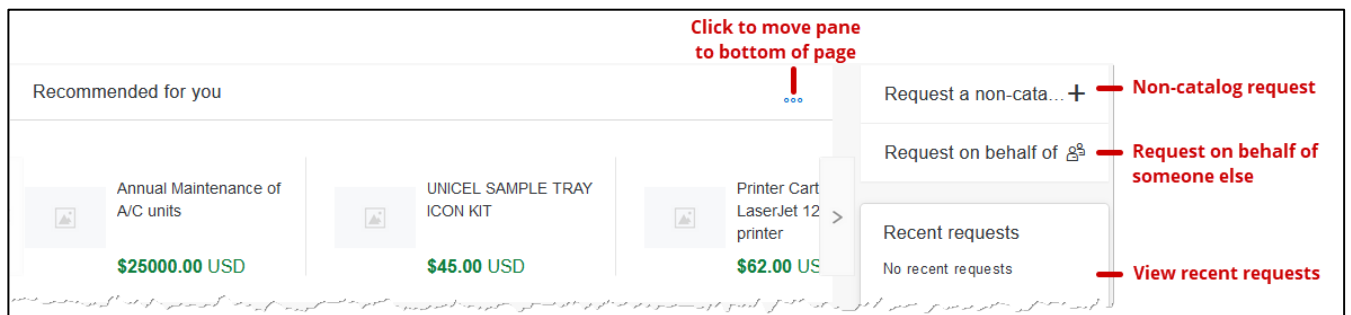 Click to move pane
to bottom of page
Recommended for you
Request a non-cata...
Non-catalog request
Request on behalf of
Request on behalf of
someone else
Annual Maintenance of
A/C units
$25000.00 USD
UNICEL SAMPLE TRAY
ICON KIT
$45.00 USD
Printer Cart
LaserJet 12
printer
$62.00 US
Recent requests
No recent requests
View recent requests